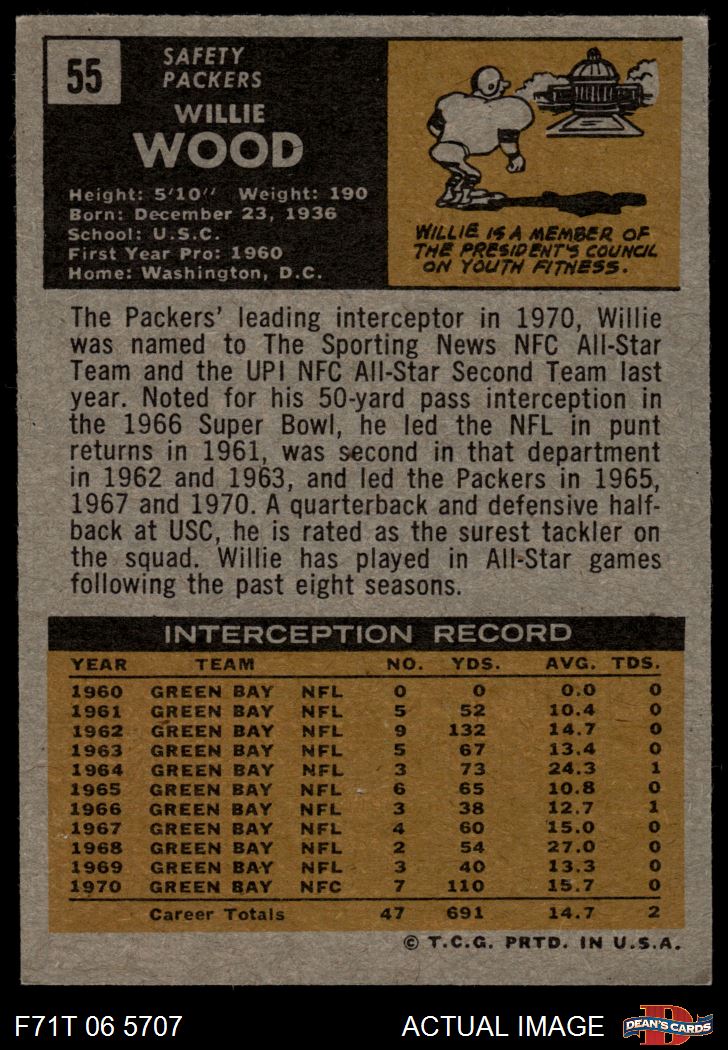 55
SAFETY
PACKERS
WILLIE
WOOD
Height: 5'10" Weight: 190
Born: December 23, 1936
School: U.S.C.
First Year Pro: 1960
Home: Washington, D.C.
WILLIE IS A MEMBER OF
THE PRESIDENT'S COUNCIL
ON YOUTH FITNESS.
The Packers' leading interceptor in 1970, Willie
was named to The Sporting News NFC All-Star
Team and the UPI NFC All-Star Second Team last
year. Noted for his 50-yard pass interception in
the 1966 Super Bowl, he led the NFL in punt
returns in 1961, was second in that department
in 1962 and 1963, and led the Packers in 1965,
1967 and 1970. A quarterback and defensive half-
back at USC, he is rated as the surest tackler on
the squad. Willie has played in All-Star games
following the past eight seasons.
INTERCEPTION RECORD
YEAR TEAM NO. YDS. AVG. TDS.
1960 GREEN BAY NFL 0 0 0.0 0
1961 GREEN BAY NFL 5 52 10.4 0
1962 GREEN BAY NFL 9 132 14.7 0
1963 GREEN BAY NFL 5 67 13.4 0
1964 GREEN BAY NFL 3 73 24.3 1
1965 GREEN BAY NFL 6 65 10.8 0
1966 GREEN BAY NFL 3 38 12.7 1
1967 GREEN BAY NFL 4 60 15.0 0
1968 GREEN BAY NFL 2 54 27.0 0
1969 GREEN BAY NFL 3 40 13.3 0
1970 GREEN BAY NFC 7 110 15.7 0
Career Totals 47 691 14.7 2
© T.C.G. PRTD. IN U.S.A.
F71T 06 5707 ACTUAL IMAGE
D
DEAN'S CARDS